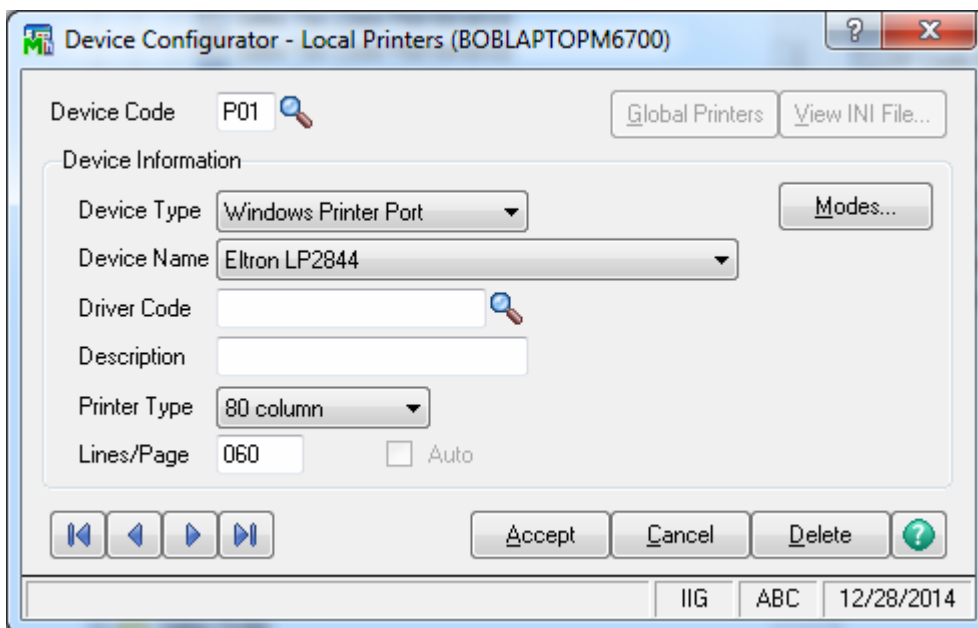 Device Configurator - Local Printers (BOBLAPTOPM6700)
Device Code P01 Global Printers View INI File...
Device Information
Device Type Windows Printer Port Modes...
Device Name Eltron LP2844
Driver Code
Description
Printer Type 80 column
Lines/Page 060 Auto
Accept Cancel Delete ?
IIG ABC 12/28/2014